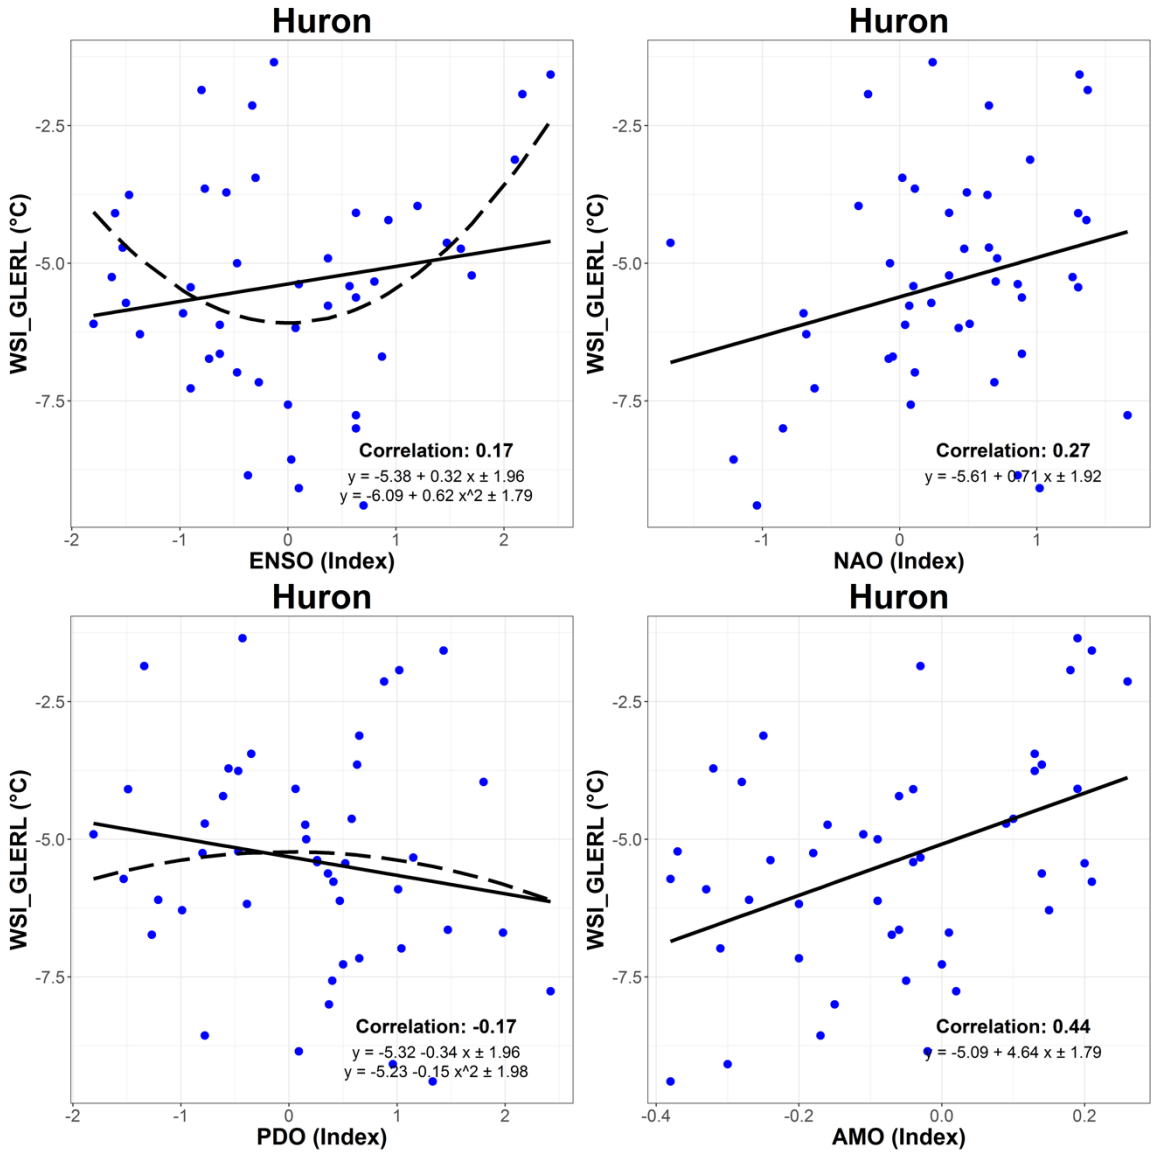 Huron
WSI_GLERL (°C)
-2.5
-5.0
-7.5
Correlation: 0.17
y = -5.38 + 0.32 x ± 1.96
y = -6.09 + 0.62 x^2 ± 1.79
-2
-1
0
1
2
ENSO (Index)
Huron
WSI_GLERL (°C)
-2.5
-5.0
-7.5
Correlation: 0.27
y = -5.61 + 0.71 x ± 1.92
-1
0
1
NAO (Index)
Huron
WSI_GLERL (°C)
-2.5
-5.0
-7.5
Correlation: -0.17
y = -5.32 -0.34 x ± 1.96
y = -5.23 -0.15 x^2 ± 1.98
-2
-1
0
1
2
PDO (Index)
Huron
WSI_GLERL (°C)
-2.5
-5.0
-7.5
Correlation: 0.44
y = -5.09 + 4.64 x ± 1.79
-0.4
-0.2
0.0
0.2
AMO (Index)